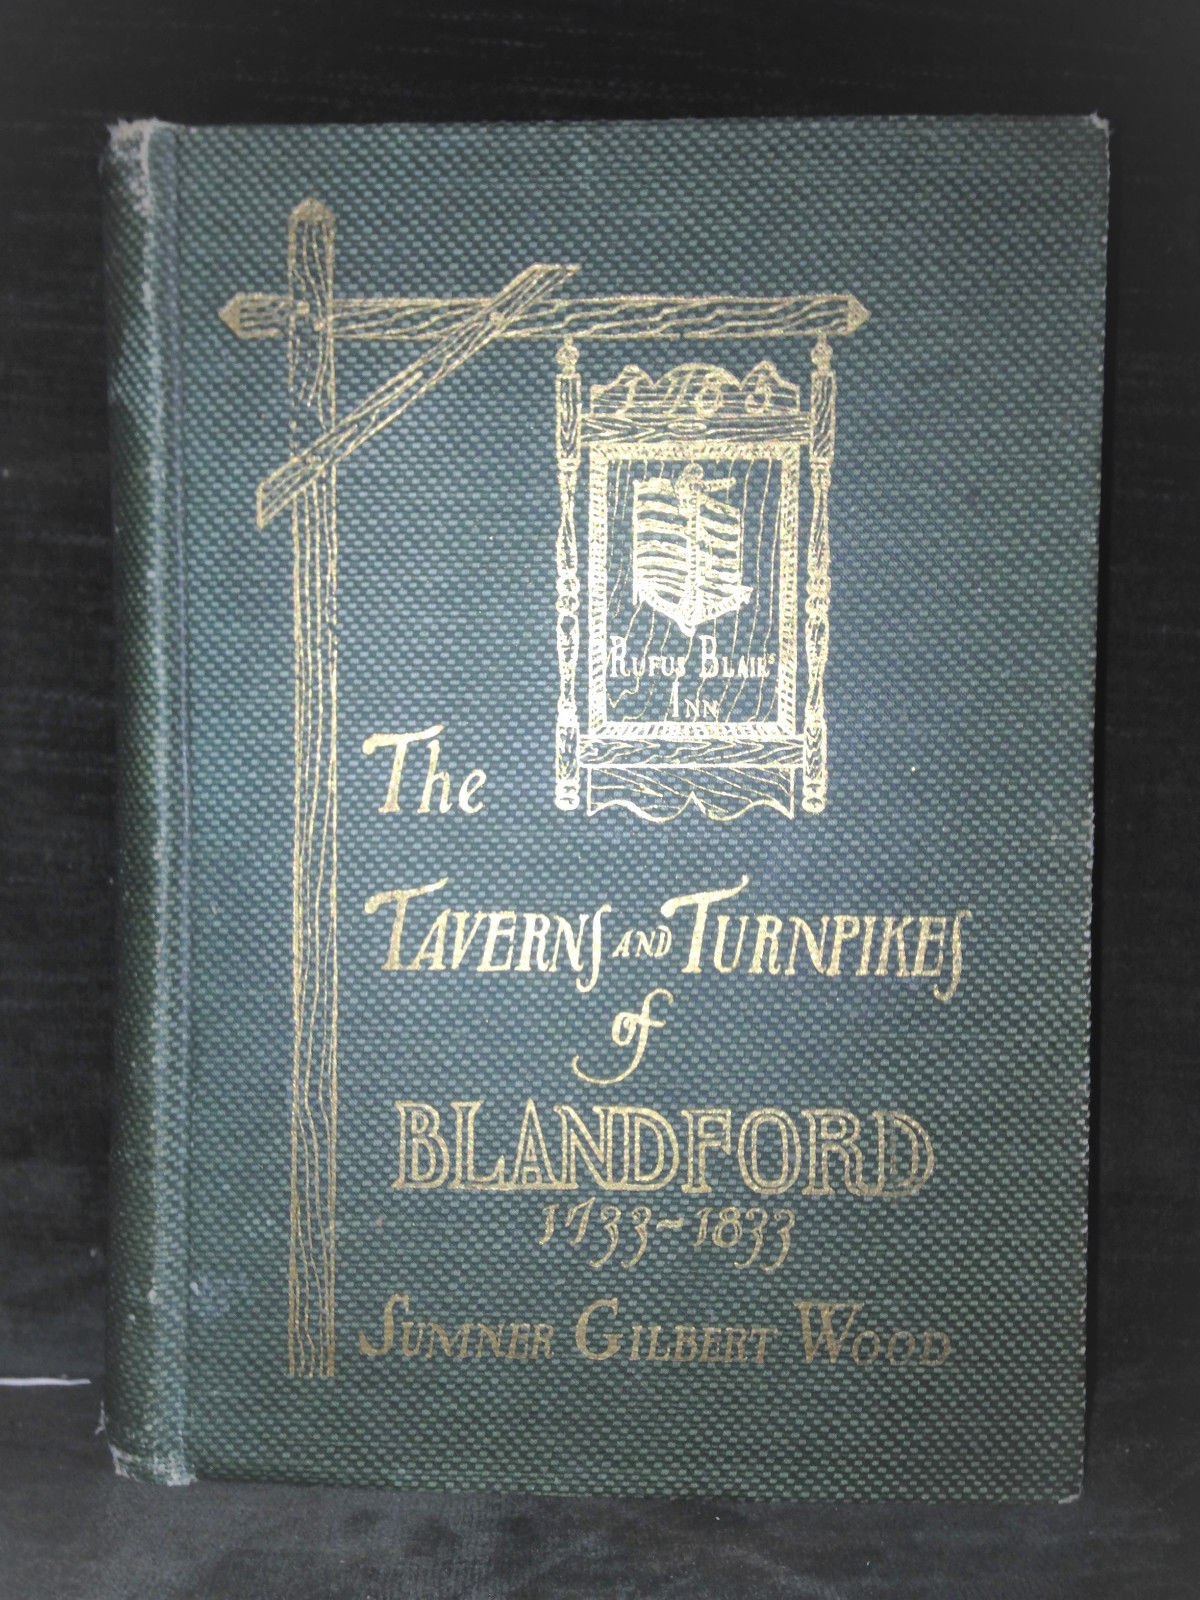 RUFUS BLAIR'S
INN
The
TAVERNS AND TURNPIKES
of
BLANDFORD
1733-1833
SUMNER GILBERT WOOD